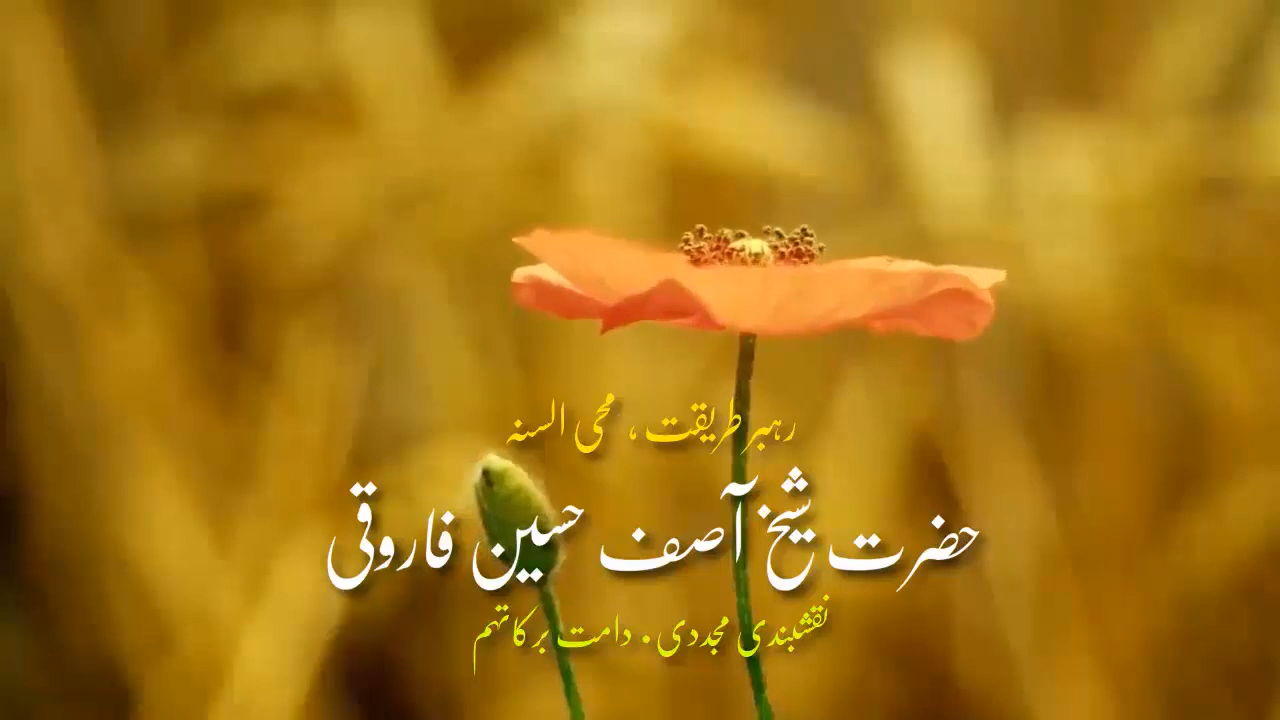 رہبر طریقت، محی السنہ
حضرت شیخ آصف حسین فاروقی
نقشبندی مجددی . دامت برکاتہم